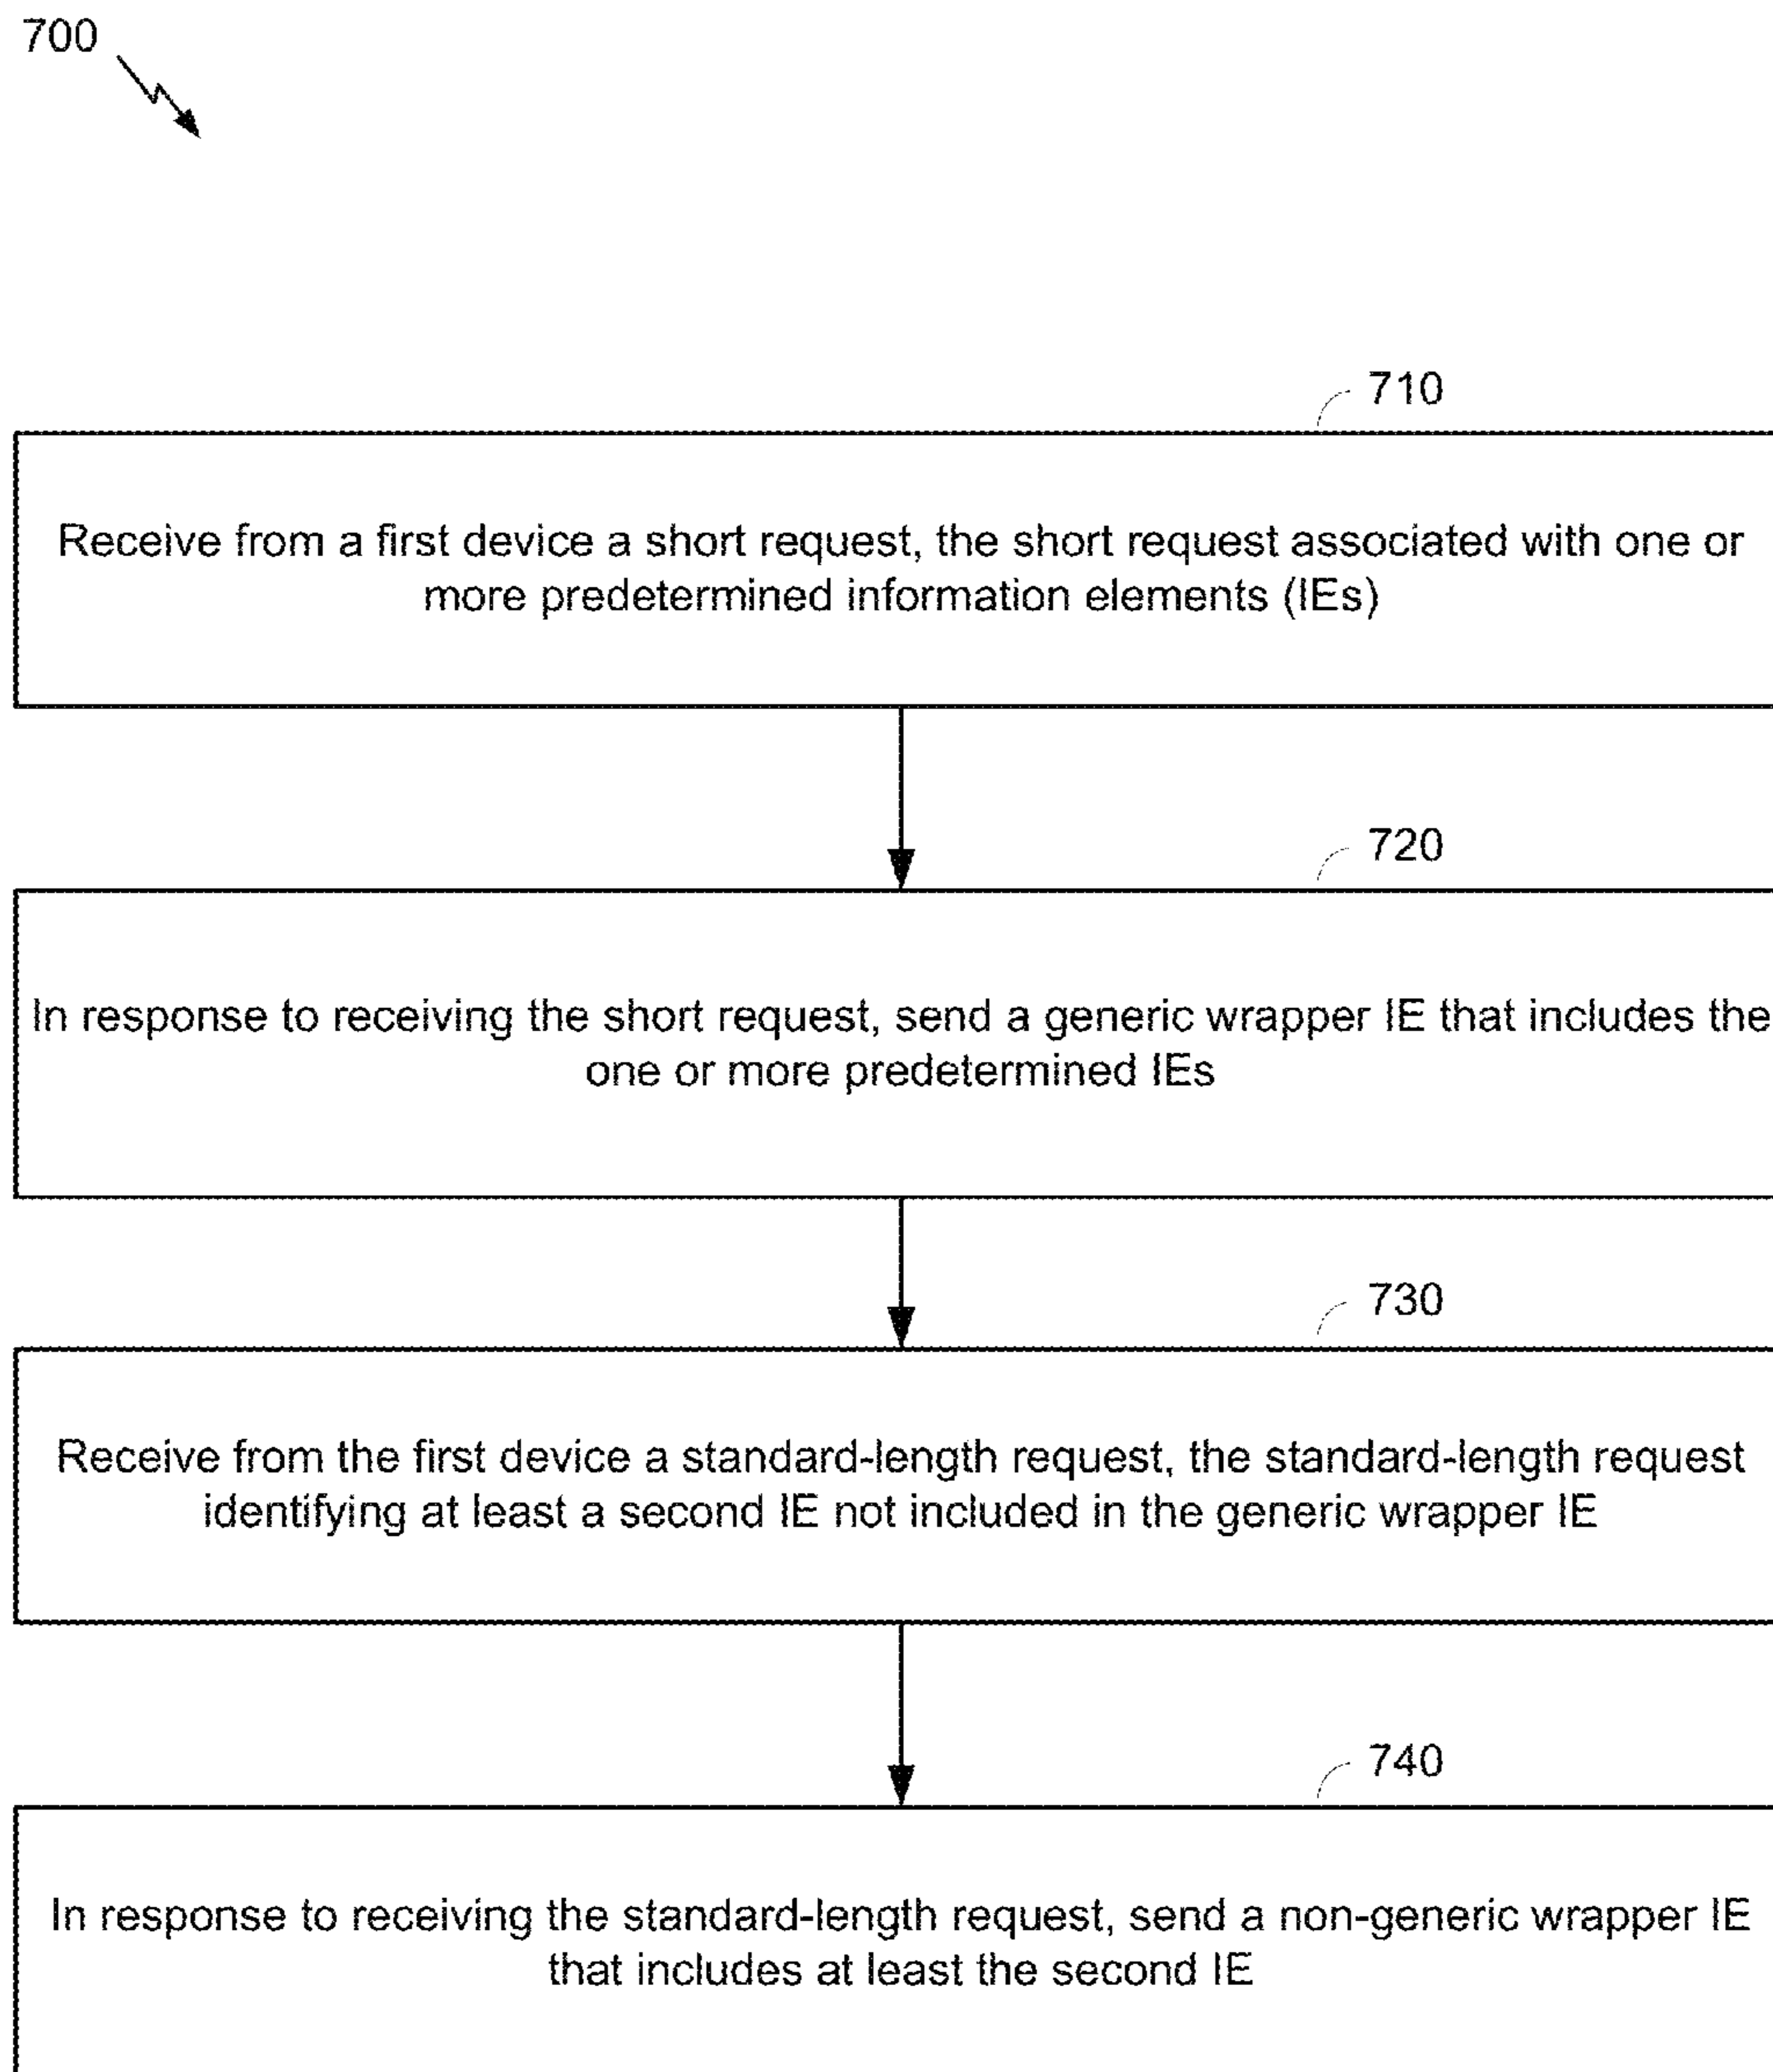 700
710
Receive from a first device a short request, the short request associated with one or
more predetermined information elements (IEs)
720
In response to receiving the short request, send a generic wrapper IE that includes the
one or more predetermined IEs
730
Receive from the first device a standard-length request, the standard-length request
identifying at least a second IE not included in the generic wrapper IE
740
In response to receiving the standard-length request, send a non-generic wrapper IE
that includes at least the second IE